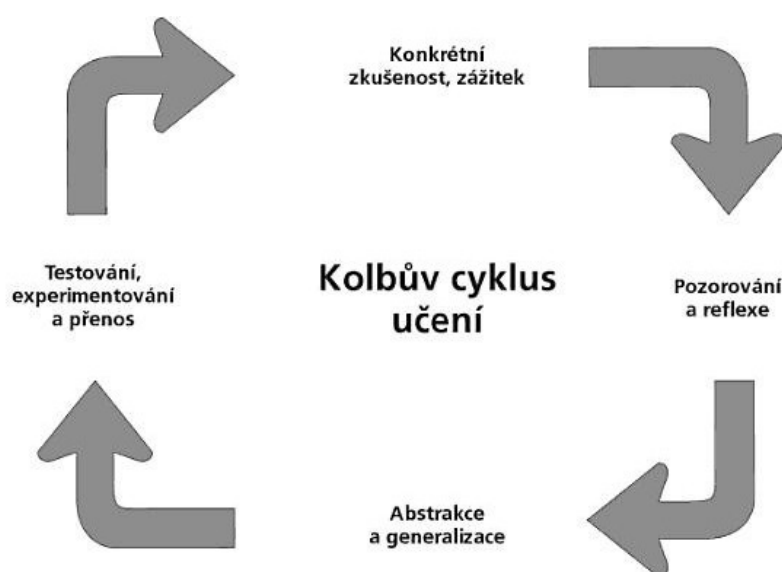 Konkrétní
zkušenost, zážitek
Testování,
experimentování
a přenos
Kolbův cyklus
učení
Pozorování
a reflexe
Abstrakce
a generalizace